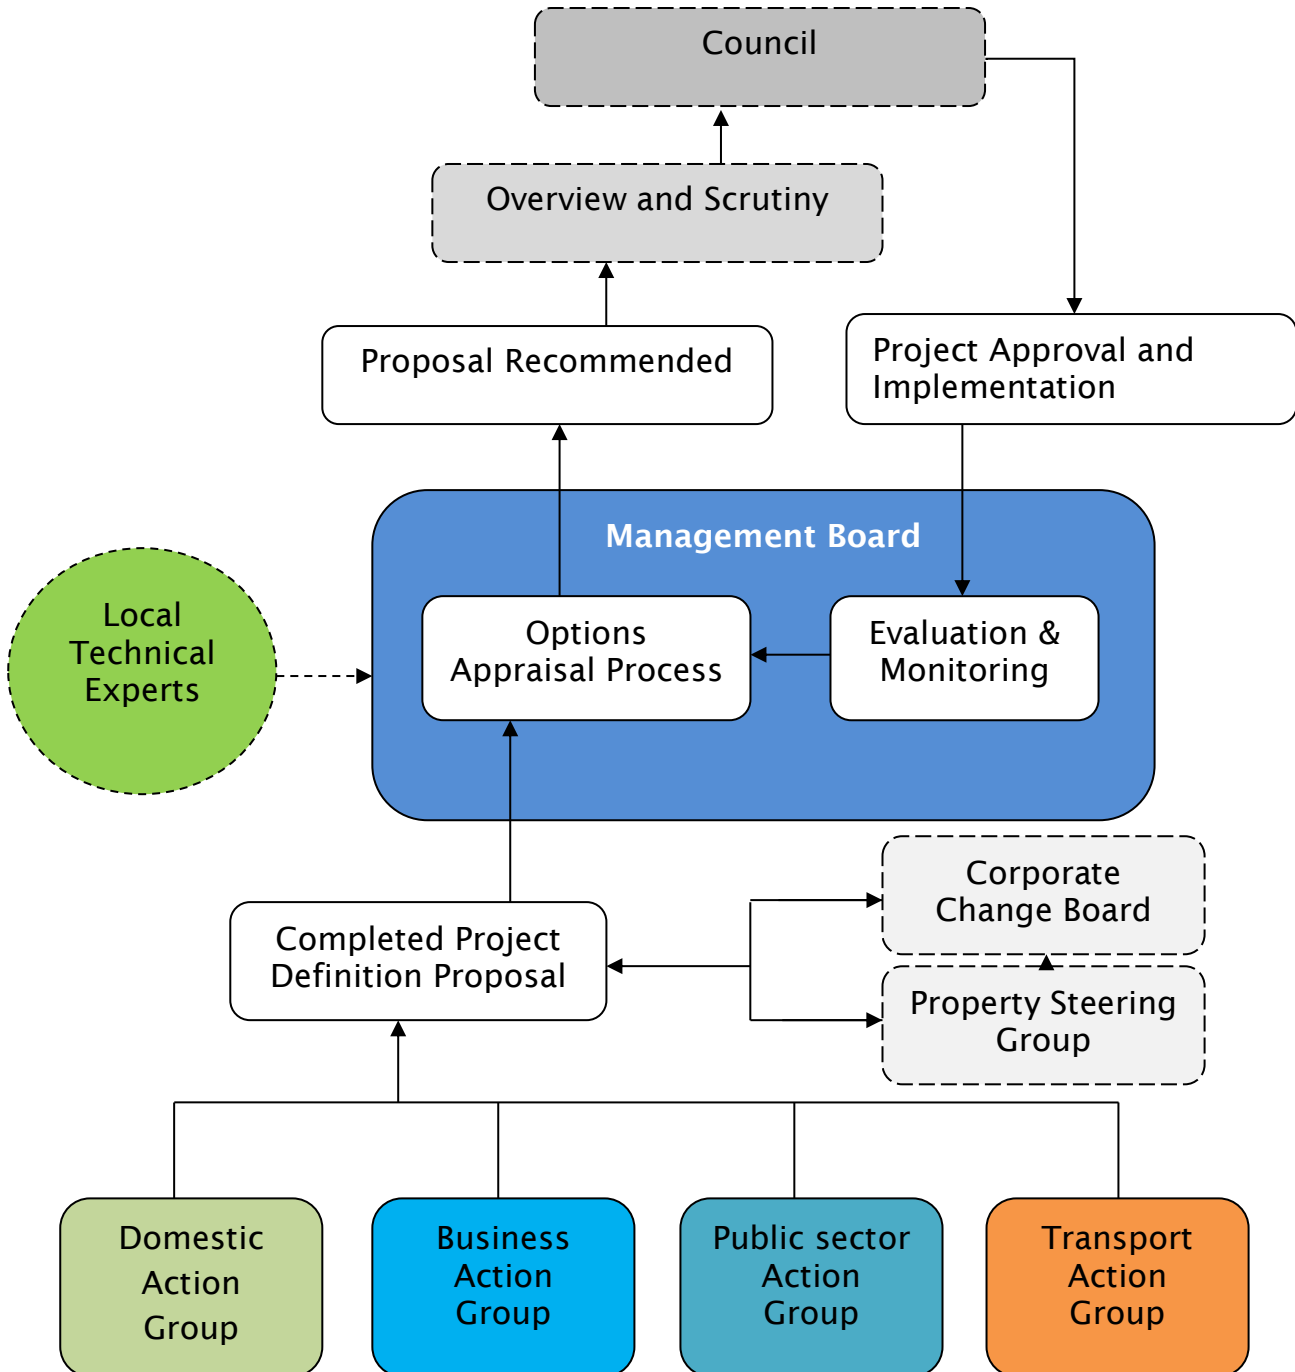 Council
Overview and Scrutiny
Proposal Recommended
Project Approval and
Implementation
Management Board
Local
Technical
Experts
Options
Appraisal Process
Evaluation &
Monitoring
Corporate
Change Board
Completed Project
Definition Proposal
Property Steering
Group
Domestic
Action
Group
Business
Action
Group
Public sector
Action
Group
Transport
Action
Group